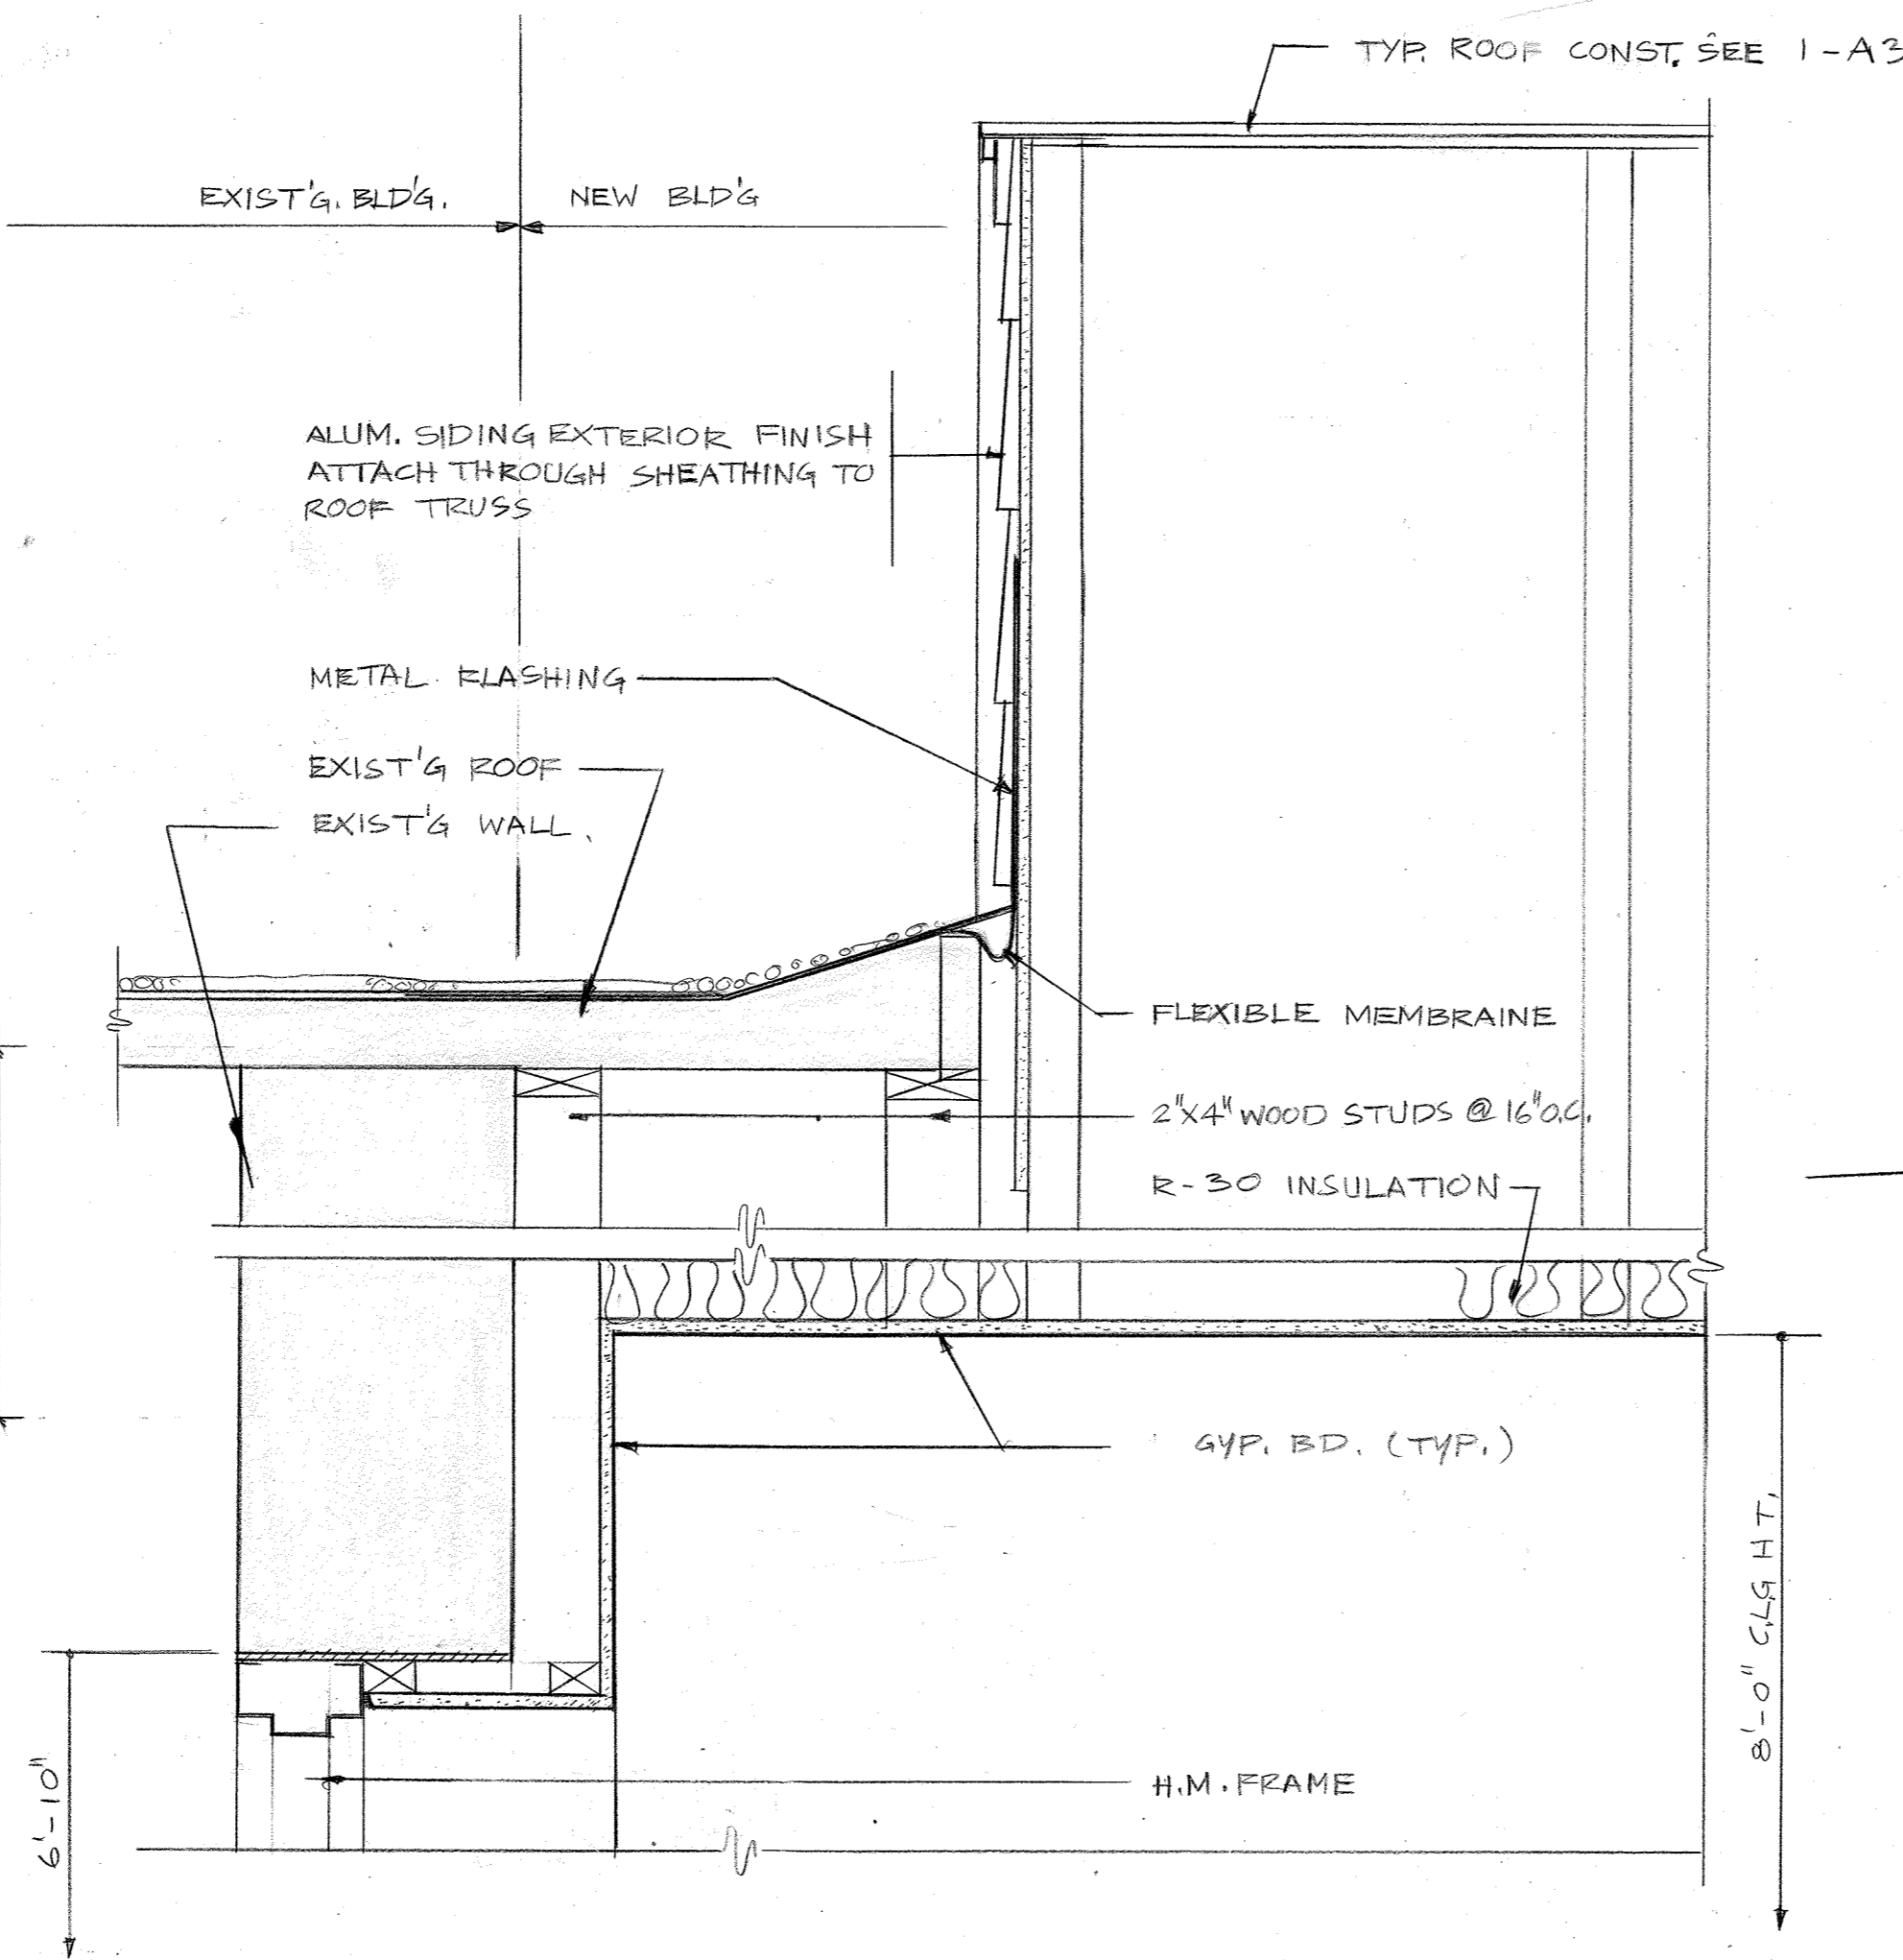 TYP. ROOF CONST. SEE 1-A3
EXIST'G. BLD'G.
NEW BLD'G
ALUM. SIDING EXTERIOR FINISH
ATTACH THROUGH SHEATHING TO
ROOF TRUSS
METAL FLASHING
EXIST'G ROOF
EXIST'G WALL.
FLEXIBLE MEMBRAINE
2"X4" WOOD STUDS @ 16" O.C.
R-30 INSULATION
GYP. BD. (TYP.)
8'-0" CLG HT.
6'-10"
H.M. FRAME